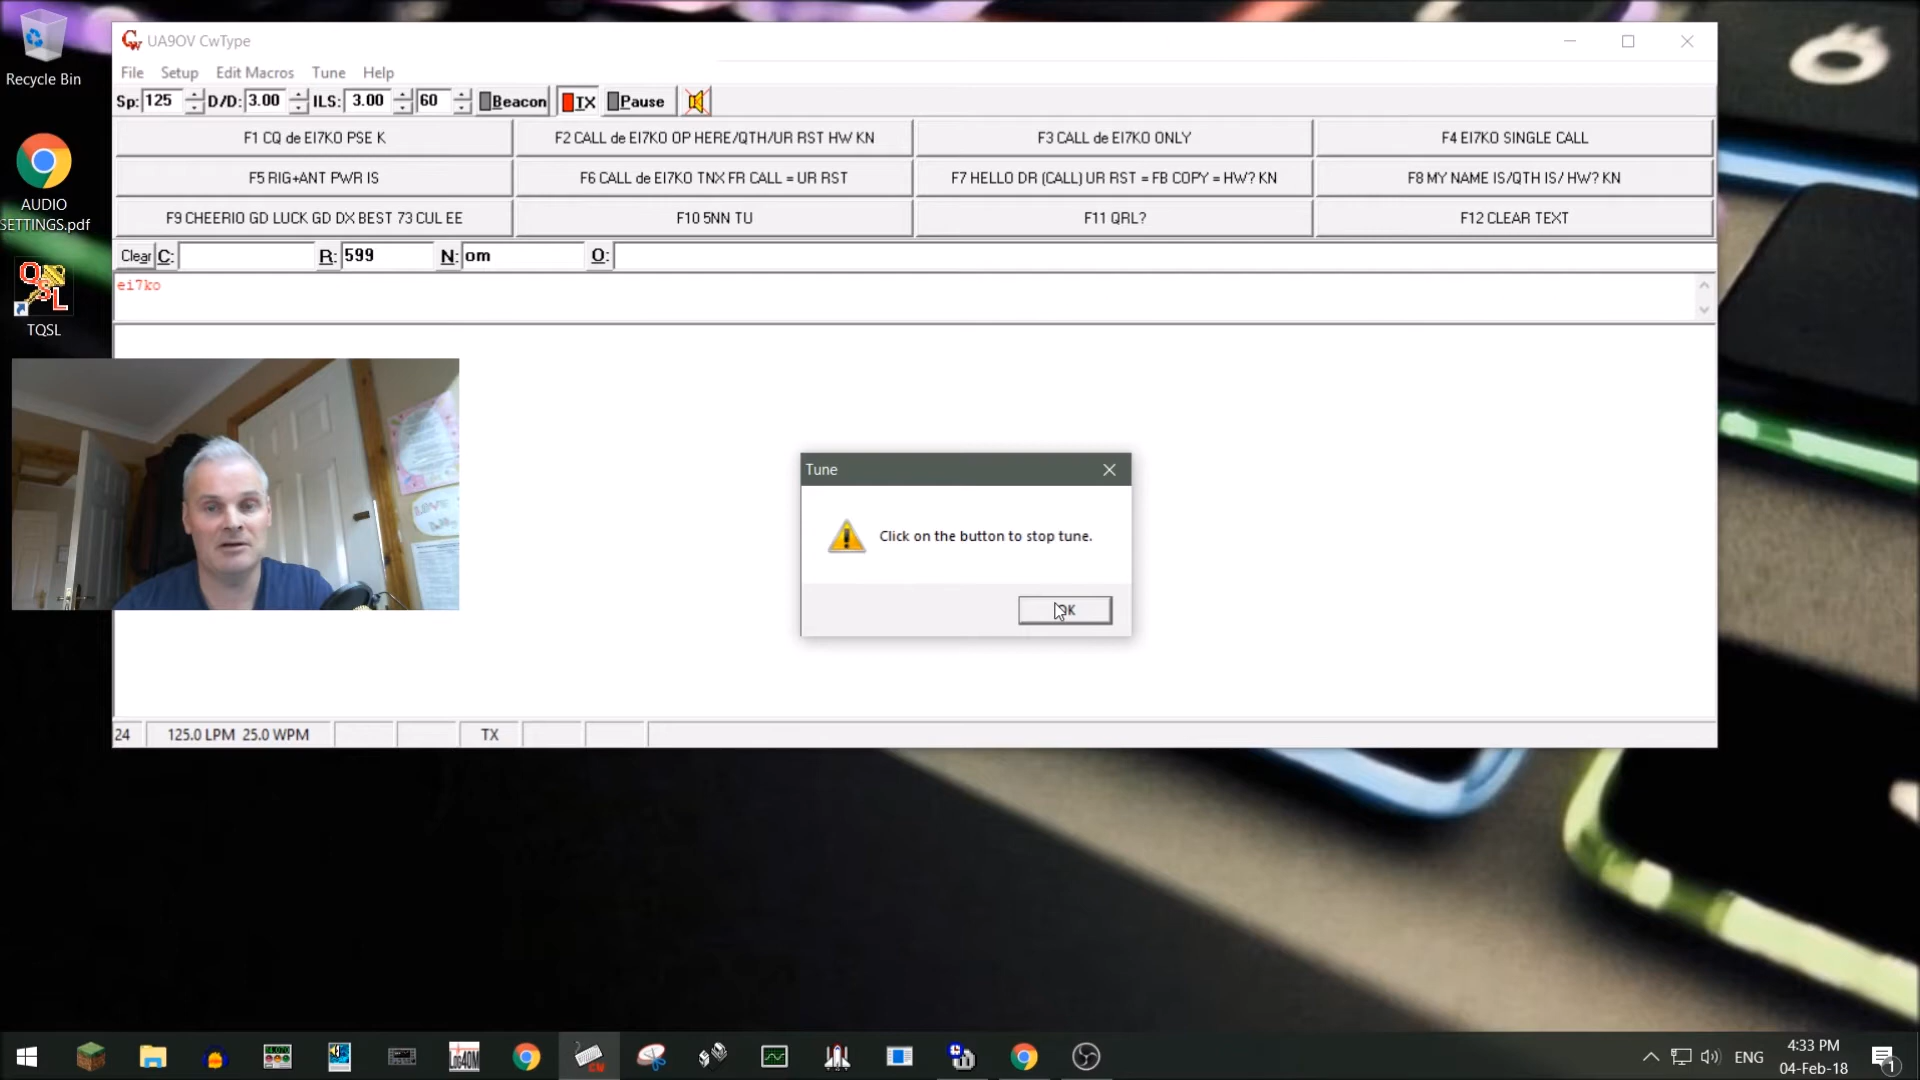 Recycle Bin
AUDIO
SETTINGS.pdf
QSL
TQSL
UA9OV CwType
File Setup Edit Macros Tune Help
Sp: 125 D/D: 3.00 ILS: 3.00 60 Beacon TX Pause
F1 CQ de EI7KO PSE K
F2 CALL de EI7KO OP HERE/QTH/UR RST HW KN
F3 CALL de EI7KO ONLY
F4 EI7KO SINGLE CALL
F5 RIG+ANT PWR IS
F6 CALL de EI7KO TNX FR CALL = UR RST
F7 HELLO DR (CALL) UR RST = FB COPY = HW? KN
F8 MY NAME IS/QTH IS/ HW? KN
F9 CHEERIO GD LUCK GD DX BEST 73 CUL EE
F10 5NN TU
F11 QRL?
F12 CLEAR TEXT
Clear C: R: 599 N: om O:
ei7ko
Tune
Click on the button to stop tune.
OK
24 125.0 LPM 25.0 WPM TX
Log40M
CW
ENG
4:33 PM
04-Feb-18
1